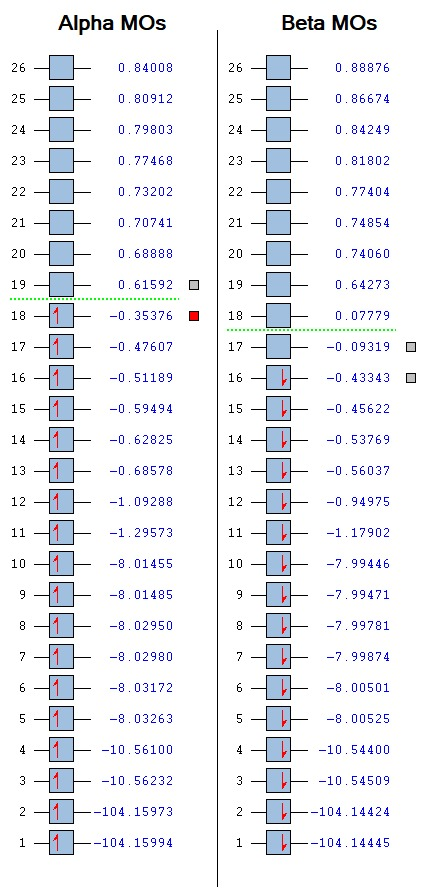 Alpha MOs Beta MOs
26 0.84008 26 0.88876
25 0.80912 25 0.86674
24 0.79803 24 0.84249
23 0.77468 23 0.81802
22 0.73202 22 0.77404
21 0.70741 21 0.74854
20 0.68888 20 0.74060
19 0.61592 19 0.64273
18 -0.35376 18 0.07779
17 -0.47607 17 -0.09319
16 -0.51189 16 -0.43343
15 -0.59494 15 -0.45622
14 -0.62825 14 -0.53769
13 -0.68578 13 -0.56037
12 -1.09288 12 -0.94975
11 -1.29573 11 -1.17902
10 -8.01455 10 -7.99446
9 -8.01485 9 -7.99471
8 -8.02950 8 -7.99781
7 -8.02980 7 -7.99874
6 -8.03172 6 -8.00501
5 -8.03263 5 -8.00525
4 -10.56100 4 -10.54400
3 -10.56232 3 -10.54509
2 -104.15973 2 -104.14424
1 -104.15994 1 -104.14445